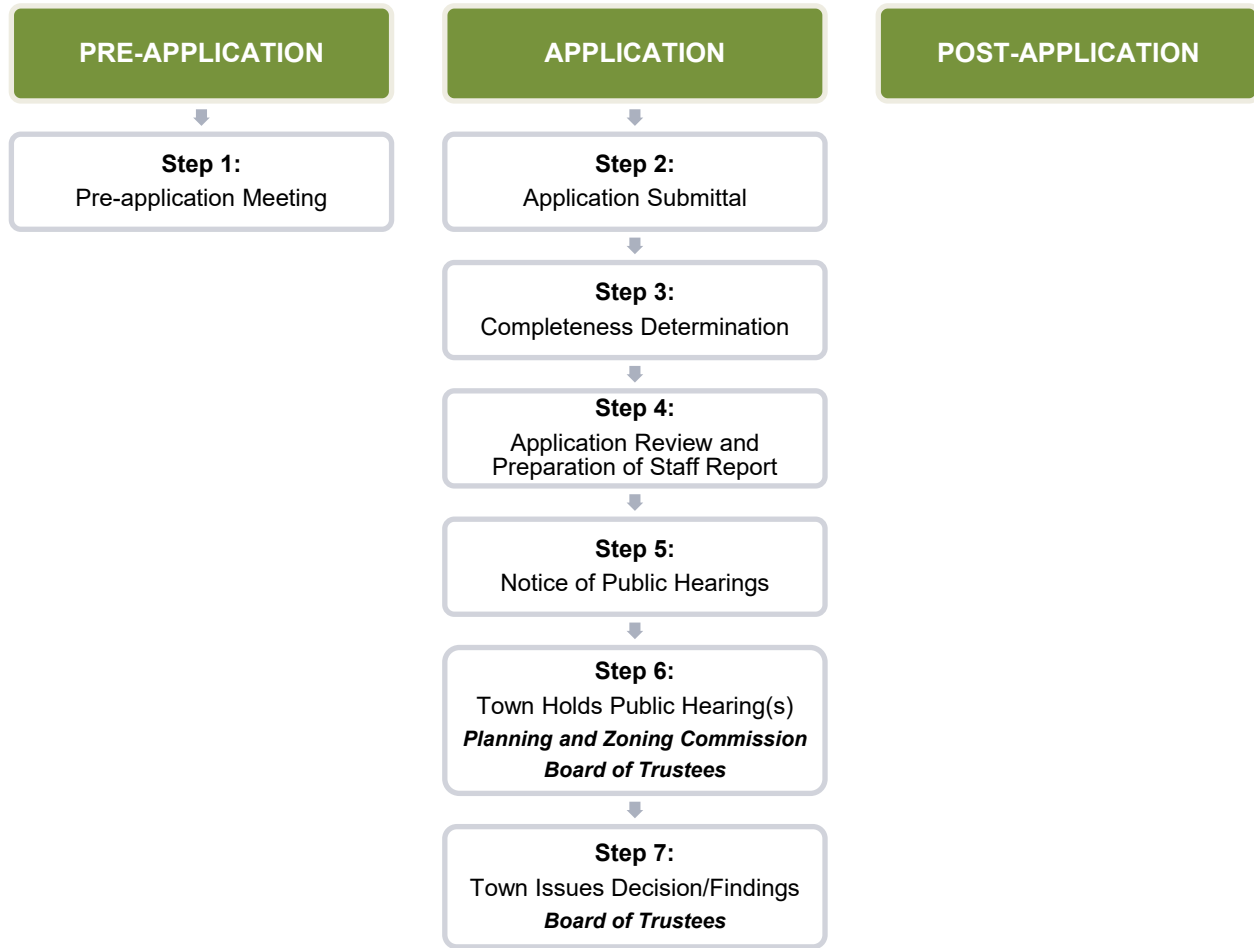 PRE-APPLICATION
APPLICATION
POST-APPLICATION
Step 1:
Pre-application Meeting
Step 2:
Application Submittal
Step 3:
Completeness Determination
Step 4:
Application Review and
Preparation of Staff Report
Step 5:
Notice of Public Hearings
Step 6:
Town Holds Public Hearing(s)
Planning and Zoning Commission
Board of Trustees
Step 7:
Town Issues Decision/Findings
Board of Trustees